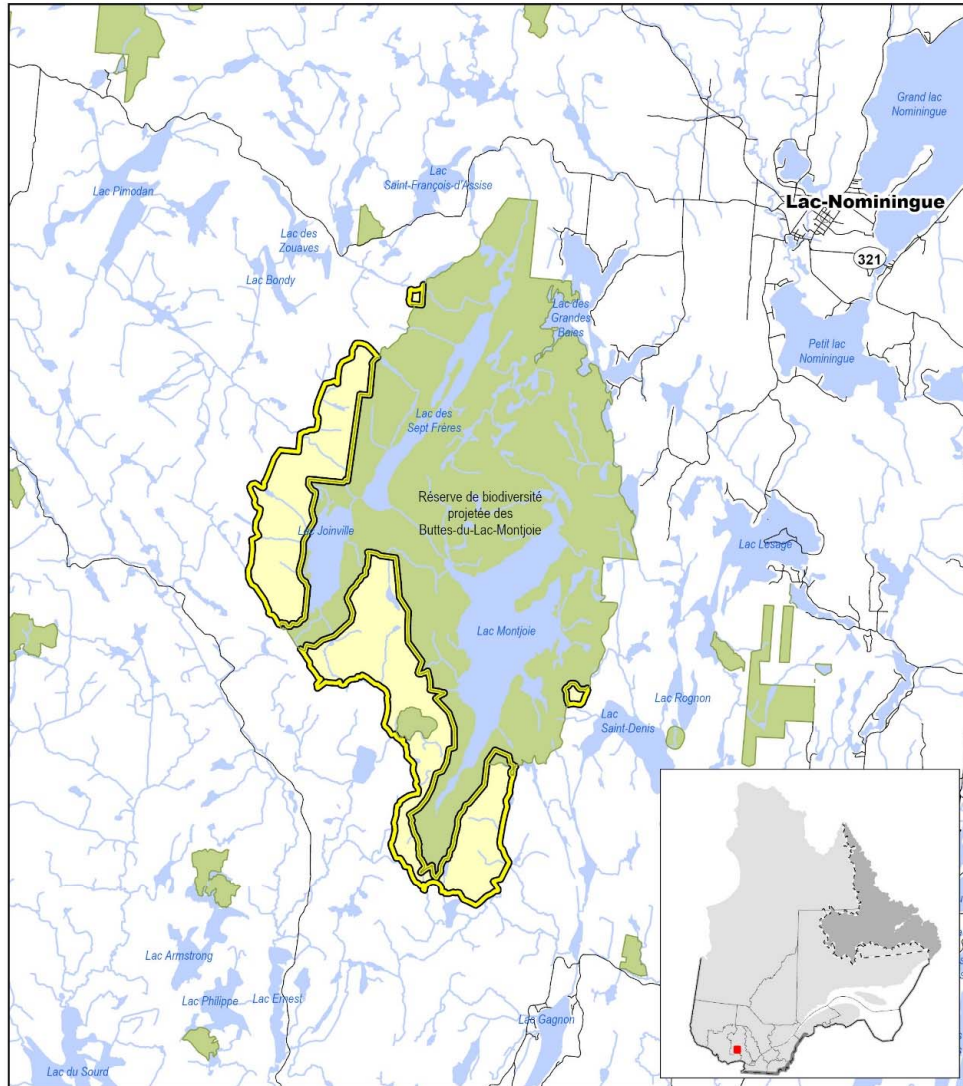 Grand lac
Nominingue
Lac
Saint-François-d'Assise
Lac Pimodan
Lac-Nominingue
Lac des
Zouaves
321
Lac Bondy
Lac des
Grandes
Baies
Petit lac
Nominingue
Lac des
Sept Frères
Réserve de biodiversité
projetée des
Buttes-du-Lac-Montjoie
Lac Joinville
Lac Lesage
Lac Montjoie
Lac Rognon
Lac
Saint-Denis
Lac Armstrong
Lac Philippe
Lac Ernest
Lac Gagnon
Lac du Sourd